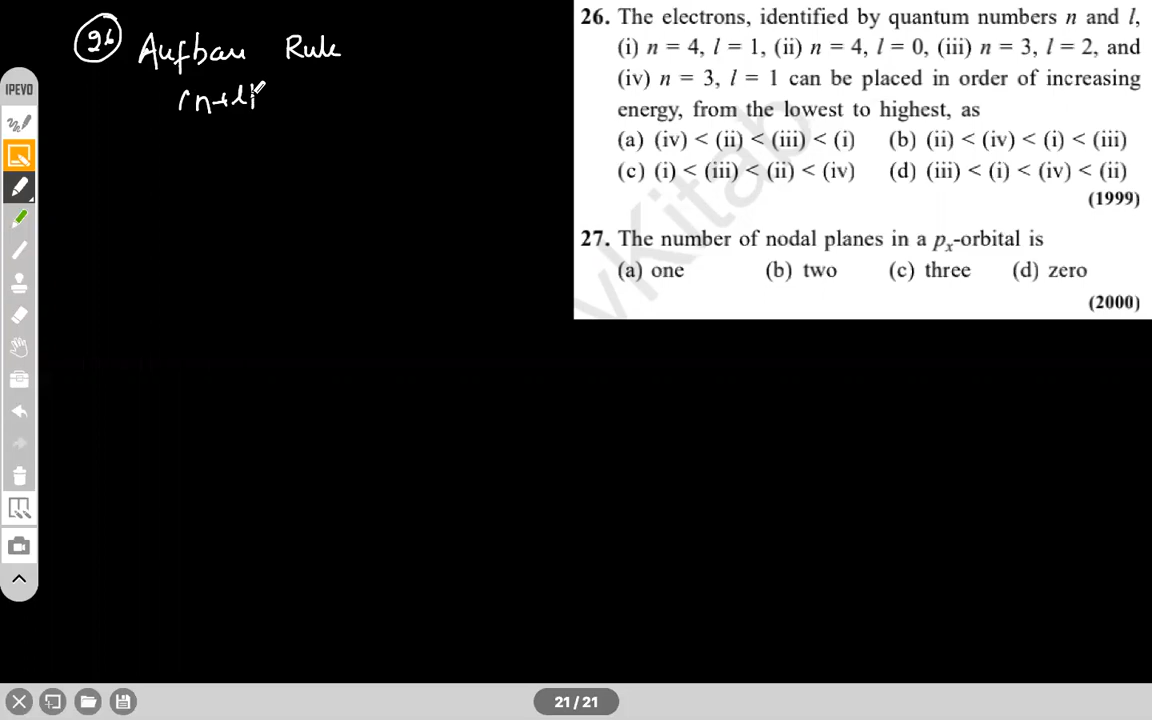 26 Aufbau Rule
(n+l)
IPEVO
26. The electrons, identified by quantum numbers n and l,
(i) n = 4, l = 1, (ii) n = 4, l = 0, (iii) n = 3, l = 2, and
(iv) n = 3, l = 1 can be placed in order of increasing
energy, from the lowest to highest, as
(a) (iv) < (ii) < (iii) < (i) (b) (ii) < (iv) < (i) < (iii)
(c) (i) < (iii) < (ii) < (iv) (d) (iii) < (i) < (iv) < (ii)
(1999)
27. The number of nodal planes in a pₓ-orbital is
(a) one (b) two (c) three (d) zero
(2000)
21 / 21